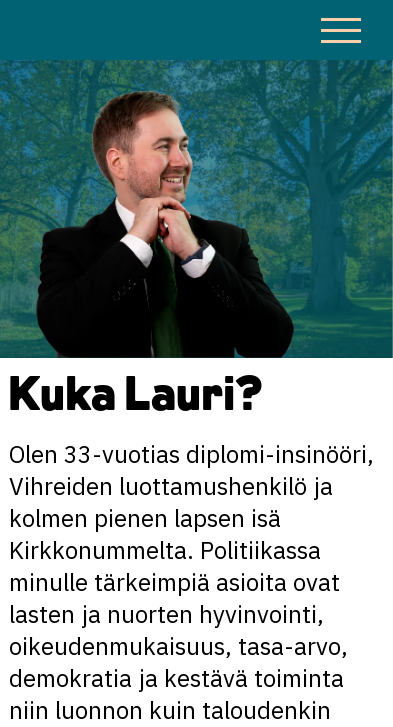 Kuka Lauri?
Olen 33-vuotias diplomi-insinööri,
Vihreiden luottamushenkilö ja
kolmen pienen lapsen isä
Kirkkonummelta. Politiikassa
minulle tärkeimpiä asioita ovat
lasten ja nuorten hyvinvointi,
oikeudenmukaisuus, tasa-arvo,
demokratia ja kestävä toiminta
niin luonnon kuin taloudenkin